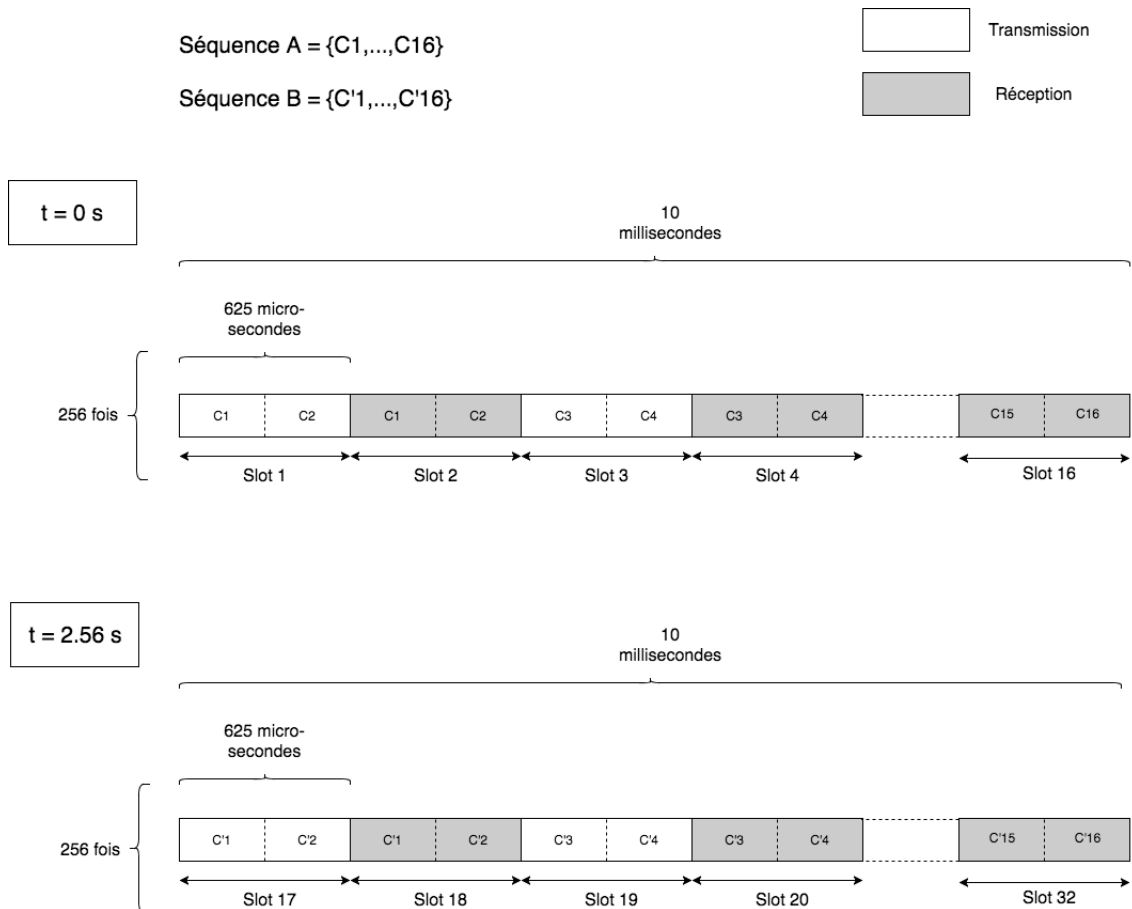 Séquence A = {C1,...,C16}
Transmission
Séquence B = {C'1,...,C'16}
Réception
t = 0 s
10
millisecondes
625 micro-
secondes
256 fois
C1 C2 C1 C2 C3 C4 C3 C4 C15 C16
Slot 1 Slot 2 Slot 3 Slot 4 Slot 16
t = 2.56 s
10
millisecondes
625 micro-
secondes
256 fois
C'1 C'2 C'1 C'2 C'3 C'4 C'3 C'4 C'15 C'16
Slot 17 Slot 18 Slot 19 Slot 20 Slot 32